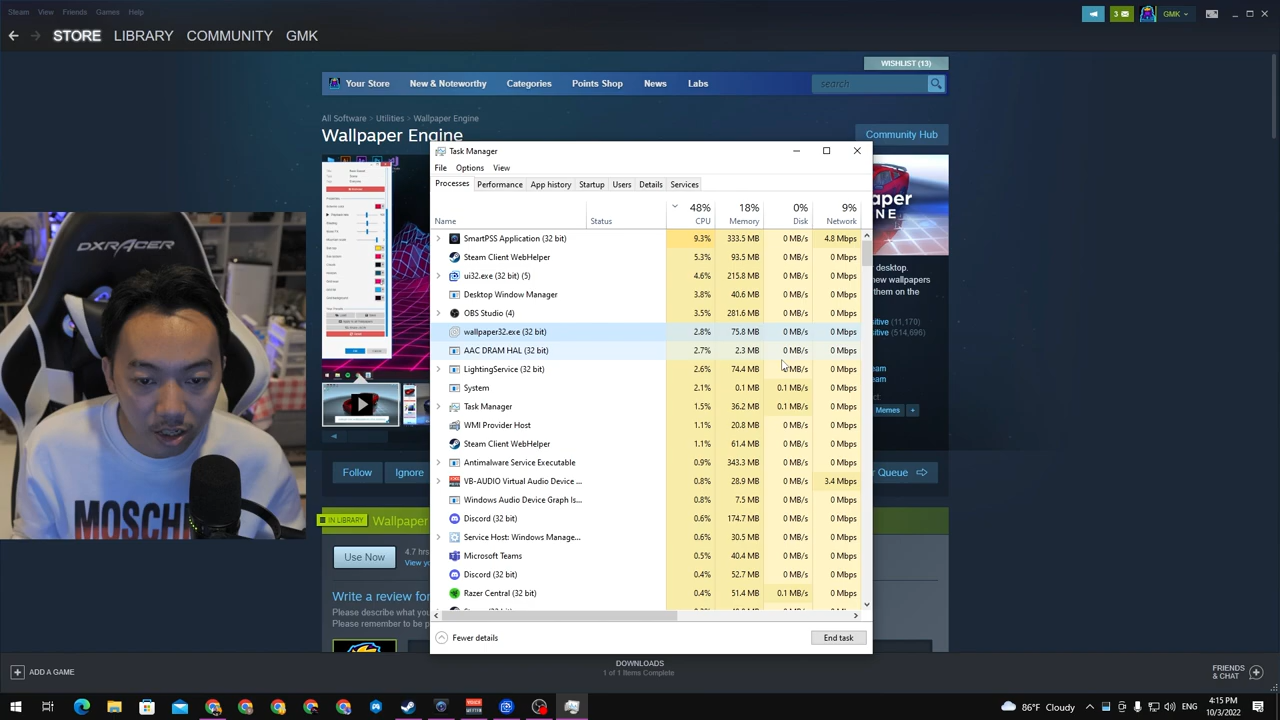 Steam View Friends Games Help
3
GMK
STORE LIBRARY COMMUNITY GMK
WISHLIST (13)
Your Store New & Noteworthy Categories Points Shop News Labs
search
All Software > Utilities > Wallpaper Engine
Wallpaper Engine
Community Hub
Task Manager
File Options View
Processes Performance App history Startup Users Details Services
48% 18% 0% 9%
Name Status CPU Memory Disk Network
SmartPSS Application (32 bit) 333.5 MB 0 MB/s 4.8 Mbps
Steam Client WebHelper 5.3% 93.9 MB 0 MB/s 0 Mbps
ui32.exe (32 bit) (5) 4.6% 215.8 MB 0 MB/s 0 Mbps
Desktop Window Manager 3.8% 40.6 MB 0 MB/s 0 Mbps
OBS Studio (4) 3.5% 281.6 MB 0 MB/s 0 Mbps
wallpaper32.exe (32 bit) 2.8% 75.8 MB 0 MB/s 0 Mbps
AAC DRAM HAL (32 bit) 2.7% 2.3 MB 0 MB/s 0 Mbps
LightingService (32 bit) 2.6% 74.4 MB 0 MB/s 0 Mbps
System 2.1% 0.1 MB 0.1 MB/s 0 Mbps
Task Manager 1.5% 36.2 MB 0.1 MB/s 0 Mbps
WMI Provider Host 1.1% 20.8 MB 0 MB/s 0 Mbps
Steam Client WebHelper 1.1% 61.4 MB 0 MB/s 0 Mbps
Antimalware Service Executable 0.9% 343.3 MB 0 MB/s 0 Mbps
VB-AUDIO Virtual Audio Device ... 0.8% 28.9 MB 0 MB/s 3.4 Mbps
Windows Audio Device Graph Is... 0.8% 7.5 MB 0 MB/s 0 Mbps
Discord (32 bit) 0.6% 174.7 MB 0 MB/s 0 Mbps
Service Host: Windows Manage... 0.6% 30.5 MB 0 MB/s 0 Mbps
Microsoft Teams 0.5% 40.4 MB 0 MB/s 0 Mbps
Discord (32 bit) 0.4% 52.7 MB 0 MB/s 0 Mbps
Razer Central (32 bit) 0.4% 51.4 MB 0.1 MB/s 0 Mbps
Fewer details
End task
desktop.
new wallpapers
them on the
(11,170)
Memes +
Follow Ignore
Queue
IN LIBRARY Wallpaper
Use Now 4.7 hrs
Write a review for
Please describe what you
Please remember to be p
acer
MOSCH
ADD A GAME
DOWNLOADS
1 of 1 Items Complete
FRIENDS
& CHAT
86°F Cloudy
ENG
4:15 PM
10/3/2022